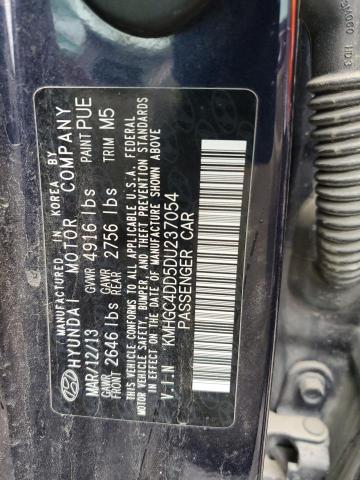 MANUFACTURED IN KOREA BY
HYUNDAI MOTOR COMPANY
MAR/12/13 GVWR 4916 lbs PAINT PUE
FRONT 2646 lbs REAR 2756 lbs TRIM M5
THIS VEHICLE CONFORMS TO ALL APPLICABLE U.S.A. FEDERAL
MOTOR VEHICLE SAFETY, BUMPER, AND THEFT PREVENTION
STANDARDS IN EFFECT ON THE DATE OF MANUFACTURE SHOWN ABOVE
V.I.N KMHGC4DD5DU237054
PASSENGER CAR